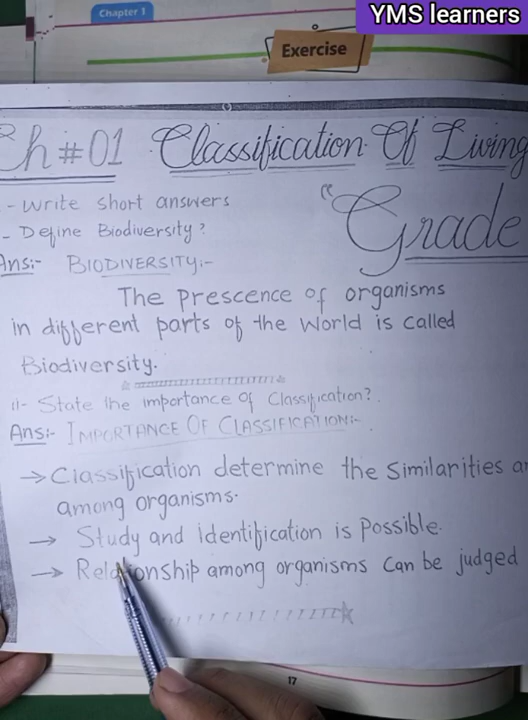 Chapter 1
YMS learners
Exercise
Ch # 01 Classification Of Living
- Write short answers
"Grade
- Define Biodiversity?
Ans:- BIODIVERSITY:-
The prescence of organisms
in different parts of the world is called
Biodiversity.
11- State the importance of Classification?
Ans:- IMPORTANCE OF CLASSIFICATION:-
→ Classification determine the similarities an
among organisms.
→ Study and identification is possible.
→ Relationship among organisms can be judged
17